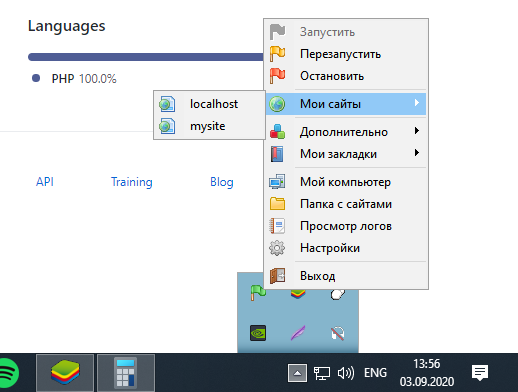 Languages
PHP 100.0%
API
Training
Blog
Запустить
Перезапустить
Остановить
Мои сайты
localhost
mysite
Дополнительно
Мои закладки
Мой компьютер
Папка с сайтами
Просмотр логов
Настройки
Выход
ENG
13:56
03.09.2020